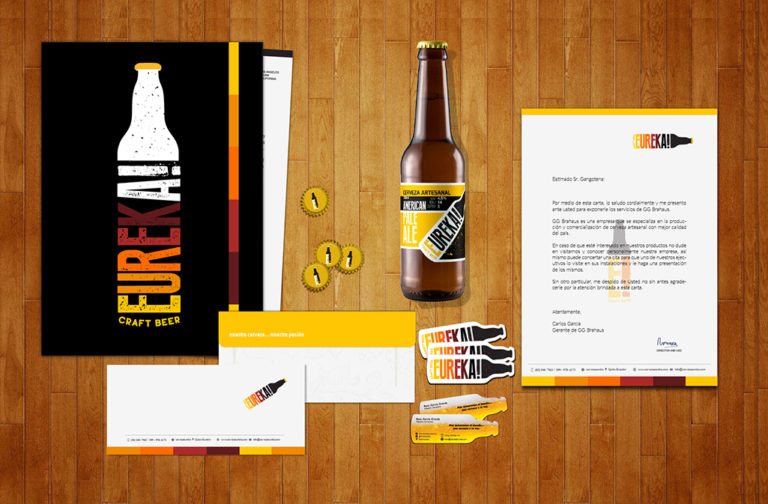 EUREKA!
CRAFT BEER
CERVEZA ARTESANAL
AMERICAN
PALE
ALE
EUREKA!
EUREKA!
Estimado Sr. Gangotena:
Por medio de esta carta, lo saludo cordialmente y me presento
ante usted para exponerle los servicios de GG Brahaus.
GG Brahaus es una empresa que se especializa en la produc-
ción y comercialización de cerveza artesanal con mejor calidad
del país.
En caso de que esté interesado en nuestros productos no dude
en visitarnos y conocer personalmente nuestra empresa, así
mismo puede concertar una cita para que uno de nuestros ejecu-
tivos lo visite en sus instalaciones y le haga una presentación
de los mismos.
Sin otro particular, me despido de Usted no sin antes agrade-
cerle por la atención brindada a esta carta.
Atentamente,
Carlos García
Gerente de GG Brahaus
nuestra cerveza... nuestra pasión
EUREKA!
EUREKA!
EUREKA!
EUREKA!